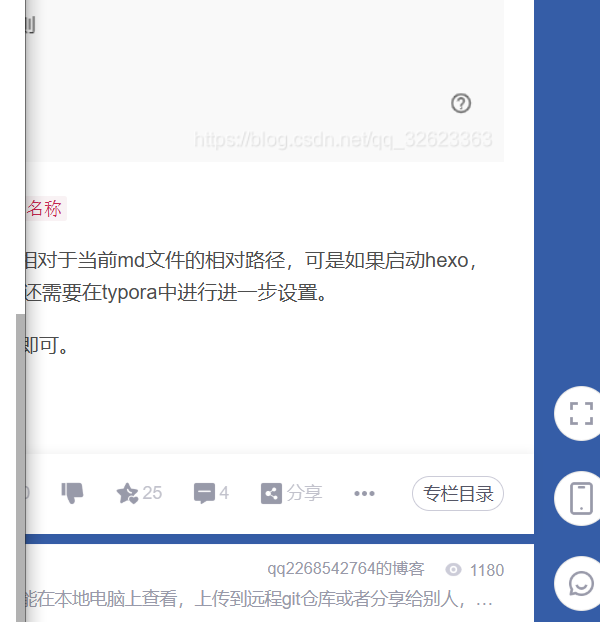 https://blog.csdn.net/qq_32623363
名称
相对于当前md文件的相对路径，可是如果启动hexo，
还需要在typora中进行进一步设置。
即可。
25 4 分享 ••• 专栏目录
qq2268542764的博客 1180
能在本地电脑上查看，上传到远程git仓库或者分享给别人，…